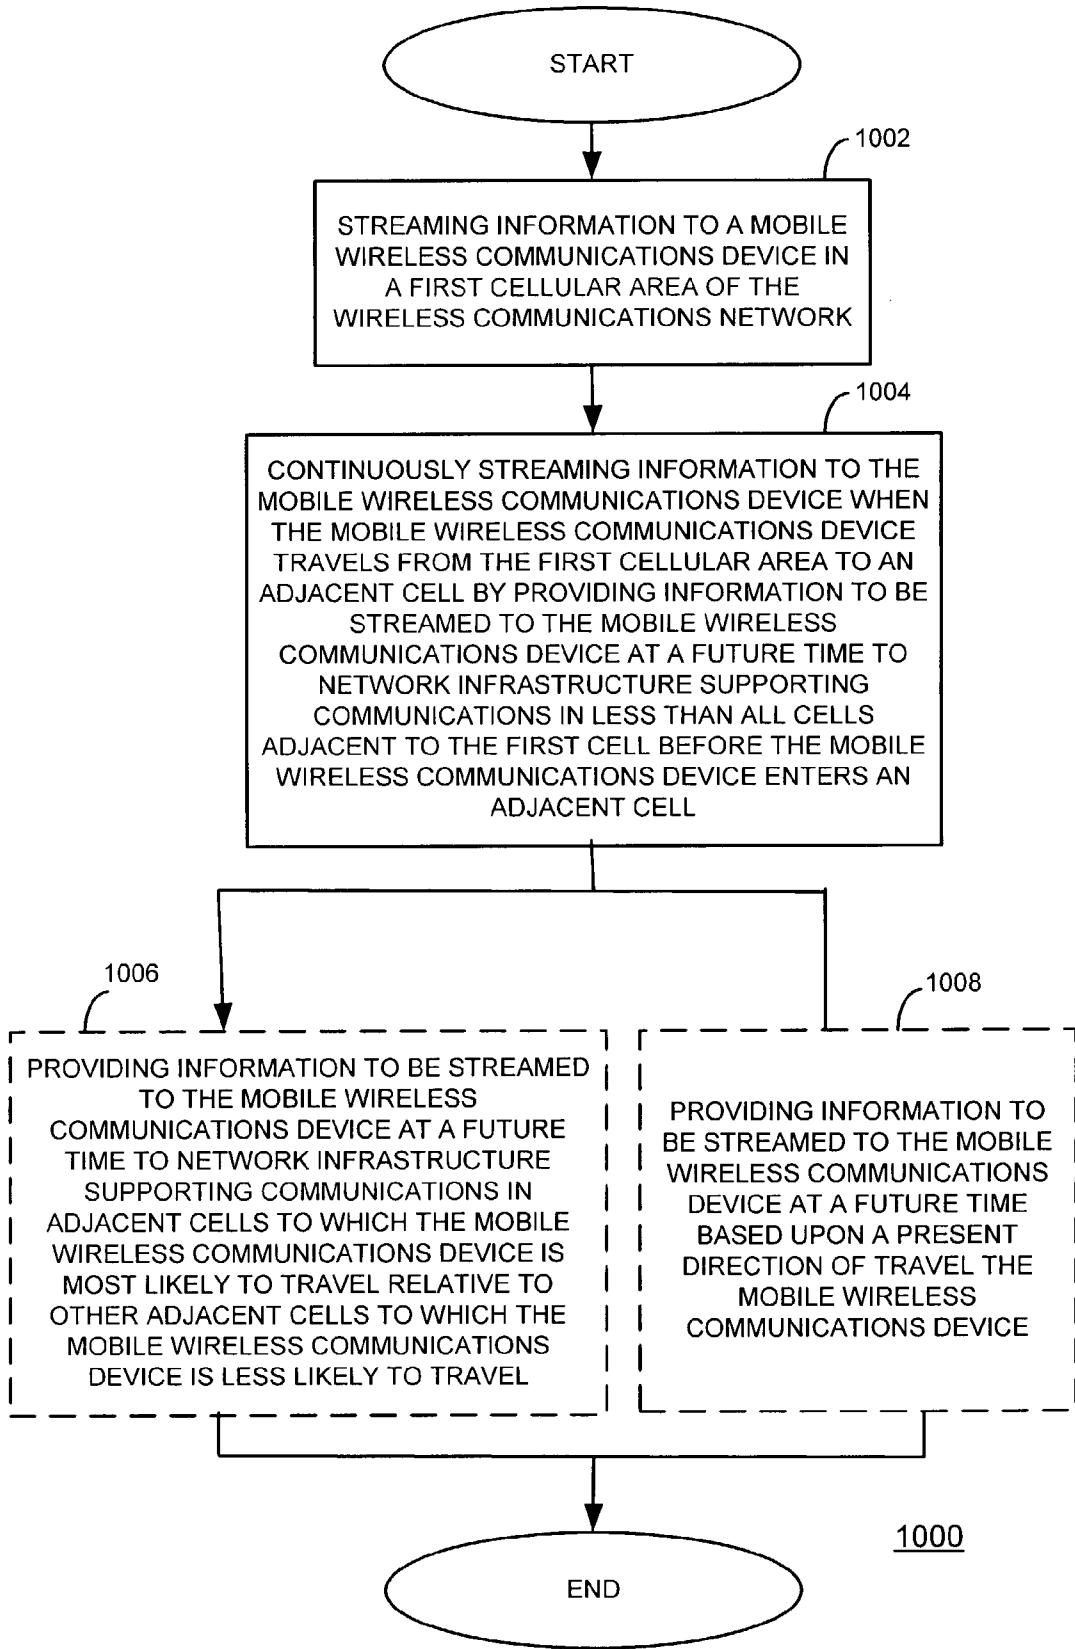 START
1002
STREAMING INFORMATION TO A MOBILE
WIRELESS COMMUNICATIONS DEVICE IN
A FIRST CELLULAR AREA OF THE
WIRELESS COMMUNICATIONS NETWORK
1004
CONTINUOUSLY STREAMING INFORMATION TO THE
MOBILE WIRELESS COMMUNICATIONS DEVICE WHEN
THE MOBILE WIRELESS COMMUNICATIONS DEVICE
TRAVELS FROM THE FIRST CELLULAR AREA TO AN
ADJACENT CELL BY PROVIDING INFORMATION TO BE
STREAMED TO THE MOBILE WIRELESS
COMMUNICATIONS DEVICE AT A FUTURE TIME TO
NETWORK INFRASTRUCTURE SUPPORTING
COMMUNICATIONS IN LESS THAN ALL CELLS
ADJACENT TO THE FIRST CELL BEFORE THE MOBILE
WIRELESS COMMUNICATIONS DEVICE ENTERS AN
ADJACENT CELL
1006
PROVIDING INFORMATION TO BE STREAMED
TO THE MOBILE WIRELESS
COMMUNICATIONS DEVICE AT A FUTURE
TIME TO NETWORK INFRASTRUCTURE
SUPPORTING COMMUNICATIONS IN
ADJACENT CELLS TO WHICH THE MOBILE
WIRELESS COMMUNICATIONS DEVICE IS
MOST LIKELY TO TRAVEL RELATIVE TO
OTHER ADJACENT CELLS TO WHICH THE
MOBILE WIRELESS COMMUNICATIONS
DEVICE IS LESS LIKELY TO TRAVEL
1008
PROVIDING INFORMATION TO
BE STREAMED TO THE MOBILE
WIRELESS COMMUNICATIONS
DEVICE AT A FUTURE TIME
BASED UPON A PRESENT
DIRECTION OF TRAVEL THE
MOBILE WIRELESS
COMMUNICATIONS DEVICE
1000
END